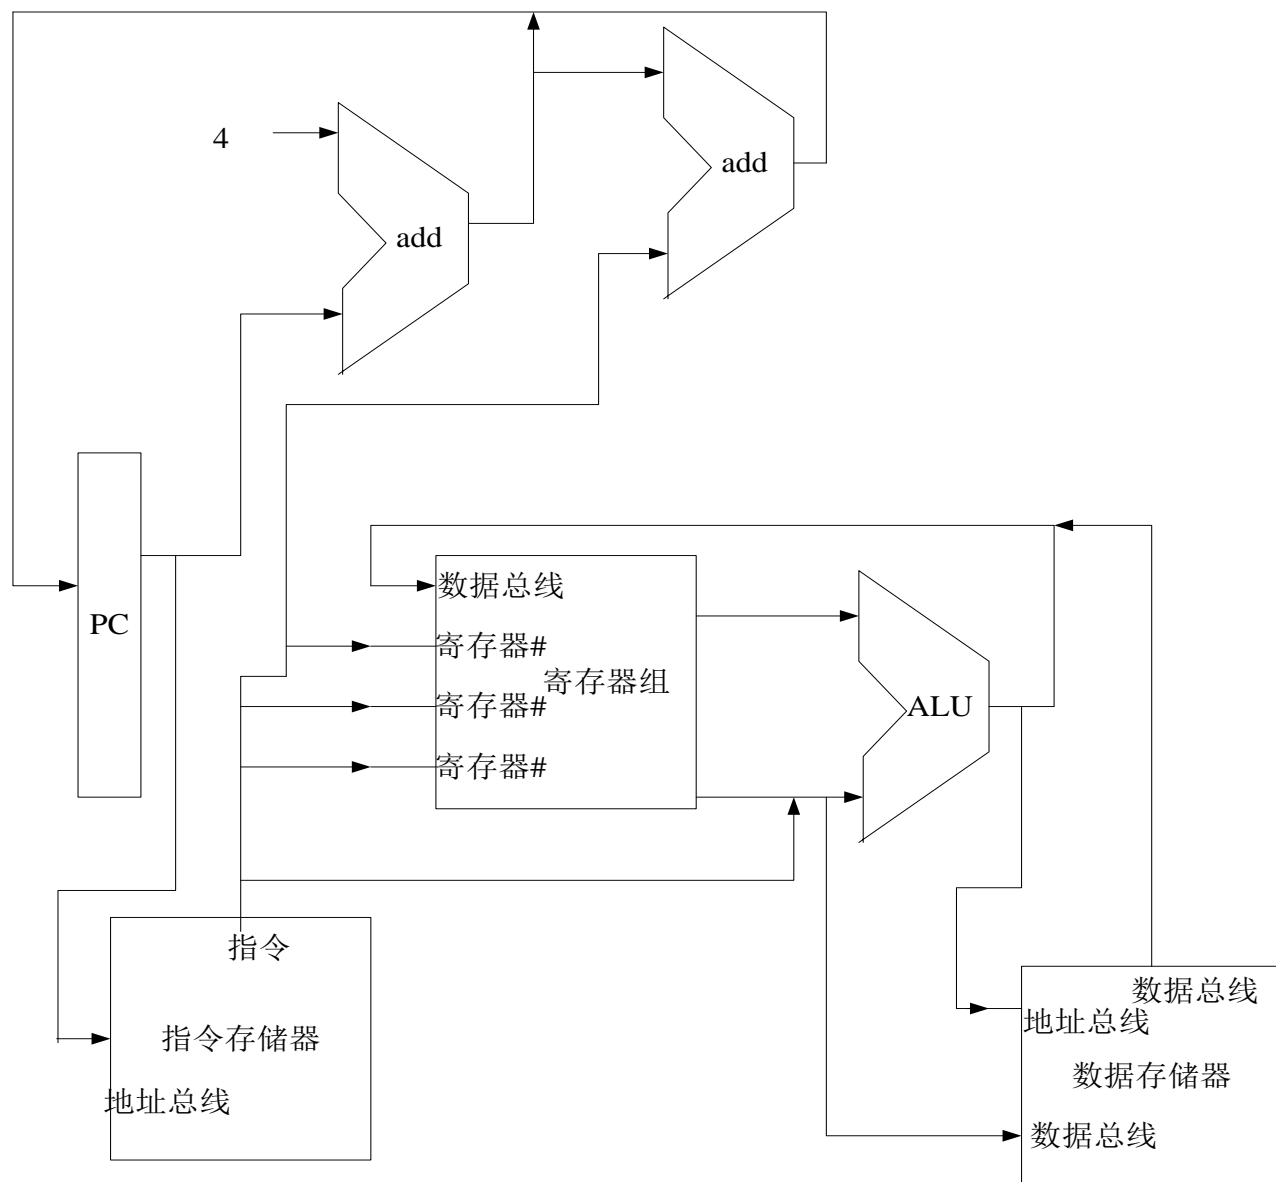 4
add
add
PC
数据总线
寄存器#
寄存器组
寄存器#
寄存器#
ALU
指令
指令存储器
地址总线
数据总线
地址总线
数据存储器
数据总线